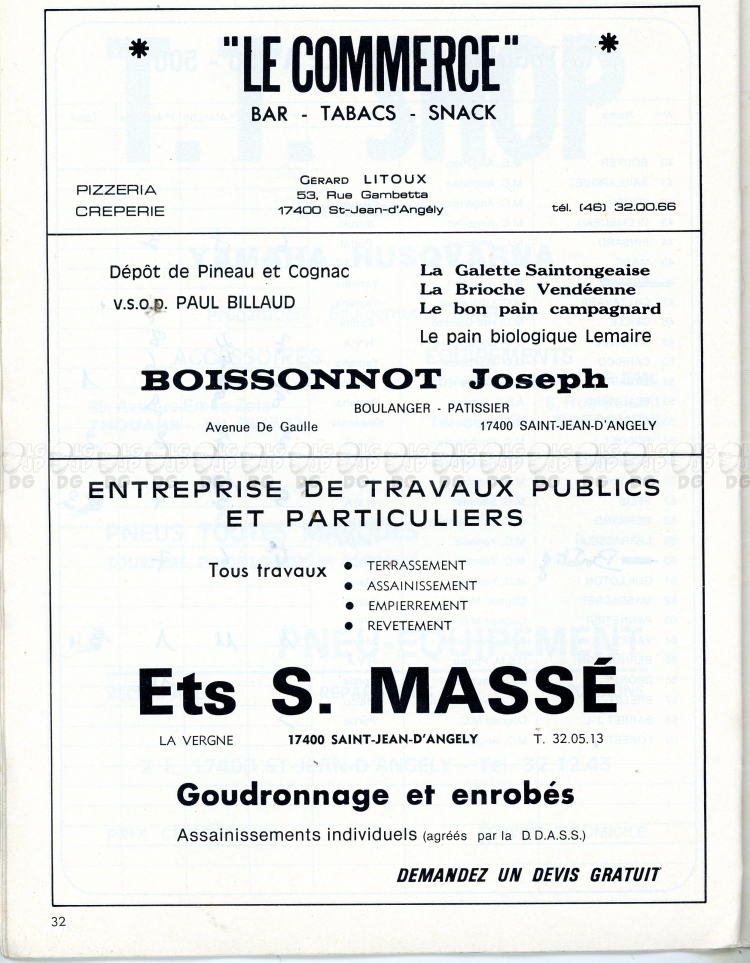 * "LE COMMERCE" *
BAR - TABACS - SNACK
PIZZERIA
CREPERIE
GERARD LITOUX
53, Rue Gambetta
17400 St-Jean-d'Angély
tél. (46) 32.00.66
Dépôt de Pineau et Cognac
V.S.O.P. PAUL BILLAUD
La Galette Saintongeaise
La Brioche Vendéenne
Le bon pain campagnard
Le pain biologique Lemaire
BOISSONNOT Joseph
BOULANGER - PATISSIER
Avenue De Gaulle 17400 SAINT-JEAN-D'ANGELY
ENTREPRISE DE TRAVAUX PUBLICS
ET PARTICULIERS
Tous travaux
• TERRASSEMENT
• ASSAINISSEMENT
• EMPIERREMENT
• REVETEMENT
Ets S. MASSÉ
LA VERGNE 17400 SAINT-JEAN-D'ANGELY T. 32.05.13
Goudronnage et enrobés
Assainissements individuels (agréés par la D.D.A.S.S.)
DEMANDEZ UN DEVIS GRATUIT
32